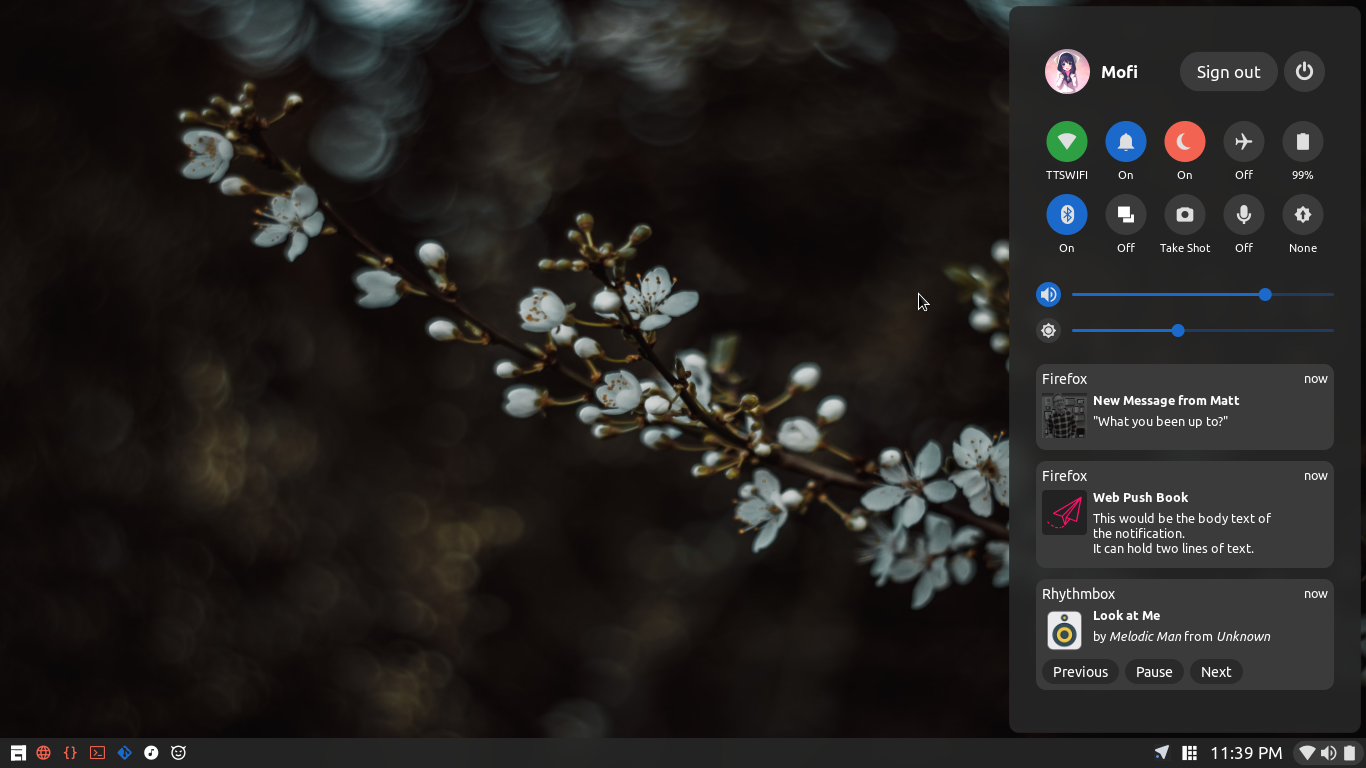 Mofi
Sign out
TTSWIFI On On Off 99%
On Off Take Shot Off None
Firefox now
New Message from Matt
"What you been up to?"
Firefox now
Web Push Book
This would be the body text of
the notification.
It can hold two lines of text.
Rhythmbox now
Look at Me
by Melodic Man from Unknown
Previous Pause Next
11:39 PM